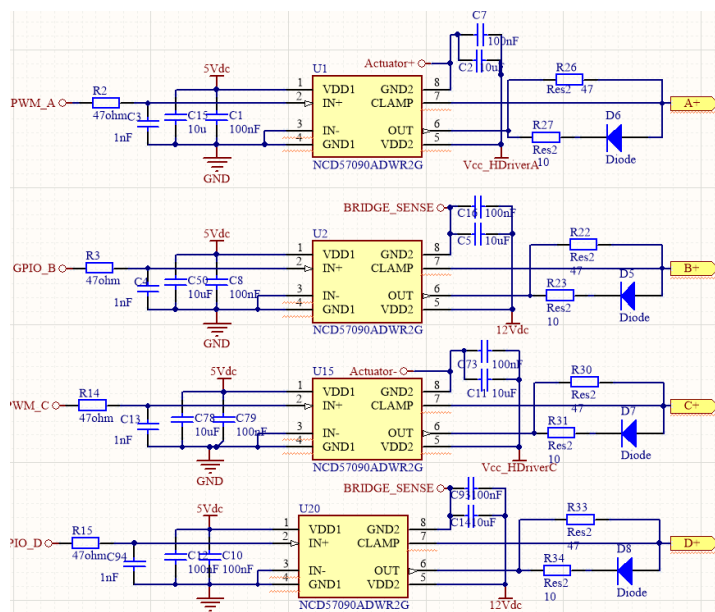 C7
100nF
Actuator+
C2 10uF
5Vdc
U1
R26
PWM_A
R2
1 VDD1 GND2 8
Res2 47
A+
47ohm
C3
C15
C1
2 IN+ CLAMP 7
D6
1nF
10u
100nF
3 IN- OUT 6
R27
4 GND1 VDD2 5
Res2
Diode
GND
NCD57090ADWR2G
Vcc_HDriverA
10
BRIDGE_SENSE
C16 100nF
5Vdc
U2
C5 10uF
R22
GPIO_B
R3
1 VDD1 GND2 8
Res2
B+
47ohm
2 IN+ CLAMP 7
47
D5
C4
C50
C8
1nF
10uF
100nF
3 IN- OUT 6
R23
4 GND1 VDD2 5
Res2
Diode
GND
NCD57090ADWR2G
12Vdc
10
Actuator-
C73 100nF
5Vdc
U15
C11 10uF
R30
PWM_C
R14
1 VDD1 GND2 8
Res2
C+
47ohm
2 IN+ CLAMP 7
47
D7
C13
C78
C79
1nF
10uF
100nF
3 IN- OUT 6
R31
4 GND1 VDD2 5
Res2
Diode
GND
NCD57090ADWR2G
Vcc_HDriverC
10
BRIDGE_SENSE
C93 100nF
5Vdc
U20
C14 10uF
R33
PIO_D
R15
1 VDD1 GND2 8
Res2
D+
47ohm
2 IN+ CLAMP 7
47
D8
C94
C12
C10
1nF
100nF
100nF
3 IN- OUT 6
R34
4 GND1 VDD2 5
Res2
Diode
NCD57090ADWR2G
12Vdc
10